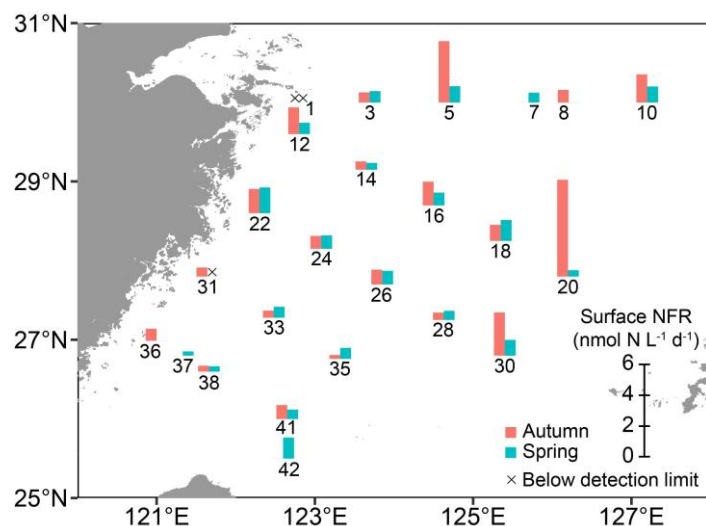 31°N
1
3
5
7
8
10
12
29°N
14
16
22
18
24
31
26
20
33
28
Surface NFR
(nmol N L⁻¹ d⁻¹)
27°N
36
37
38
35
30
6
4
2
0
41
42
Autumn
Spring
× Below detection limit
25°N
121°E
123°E
125°E
127°E